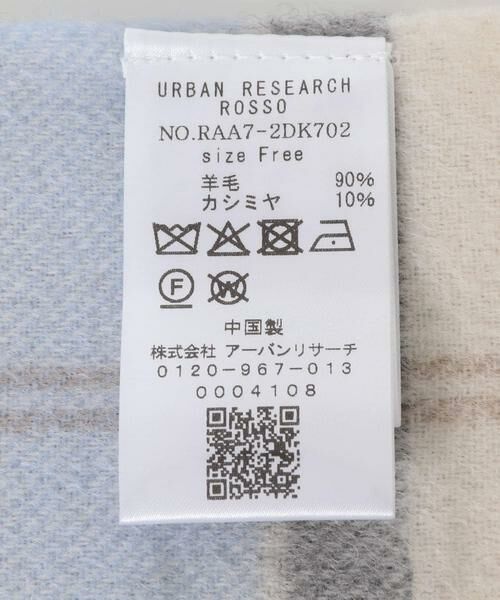 URBAN RESEARCH
ROSSO
NO.RAA7-2DK702
size Free
羊毛 90%
カシミヤ 10%
F W
中国製
株式会社 アーバンリサーチ
0120-967-013
0004108